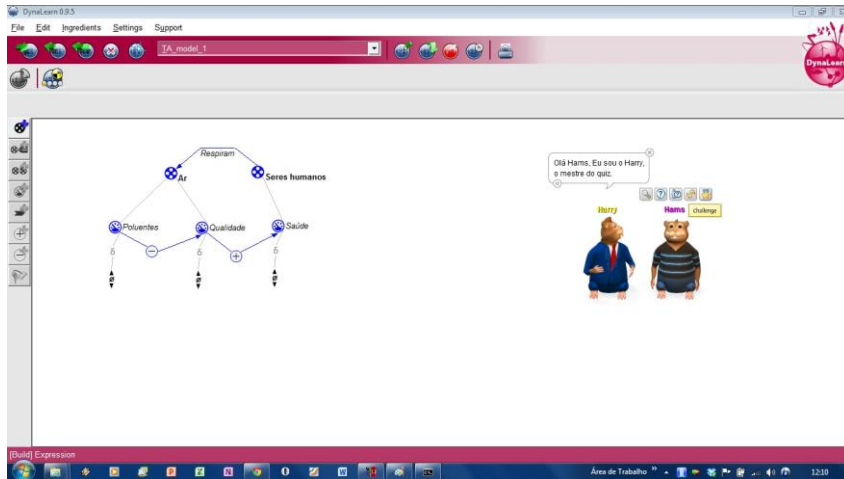 DynaLearn 0.9.5
File Edit Ingredients Settings Support
TA_model_1
DynaLearn
Respiram
Ar
Seres humanos
Poluentes
Qualidade
Saúde
δ
δ
δ
Olá Hams, Eu sou o Harry,
o mestre do quiz.
Harry
Hams
Challenge
[Build] Expression
Área de Trabalho
12:10